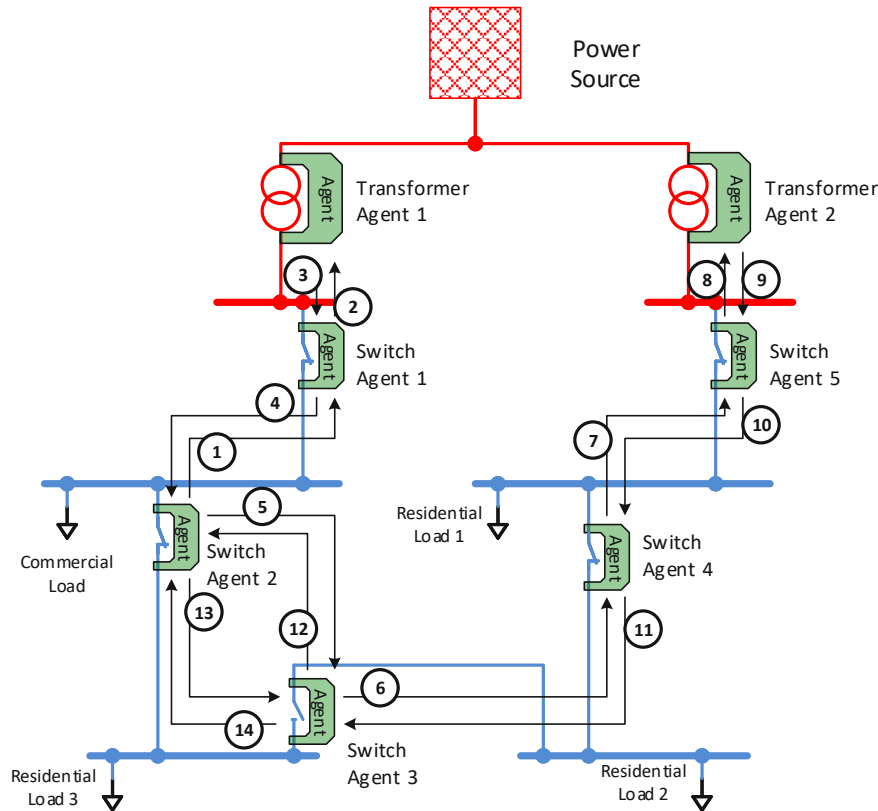 Power
Source
Agent
Transformer
Agent 1
Agent
Transformer
Agent 2
3
2
8
9
Agent
Switch
Agent 1
Agent
Switch
Agent 5
4
1
7
10
5
Residential
Load 1
Commercial
Load
Agent
Switch
Agent 2
Agent
Switch
Agent 4
13
12
11
6
14
Agent
Switch
Agent 3
Residential
Load 3
Residential
Load 2